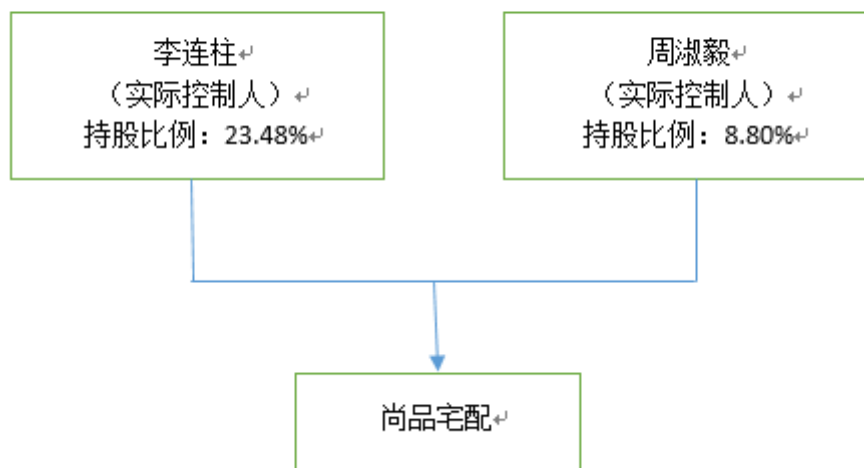 李连柱
（实际控制人）
持股比例：23.48%
周淑毅
（实际控制人）
持股比例：8.80%
尚品宅配